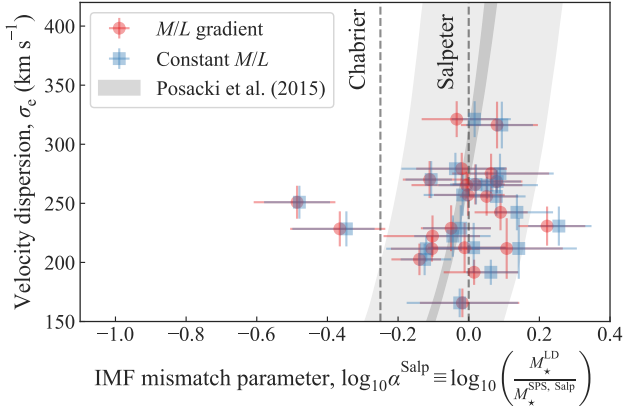 M/L gradient
Constant M/L
Posacki et al. (2015)
Chabrier
Salpeter
Velocity dispersion, σₑ (km s⁻¹)
400
350
300
250
200
150
−1.0 −0.8 −0.6 −0.4 −0.2 0.0 0.2 0.4
IMF mismatch parameter, log₁₀α^Salp ≡ log₁₀(M⋆^LD / M⋆^SPS, Salp)